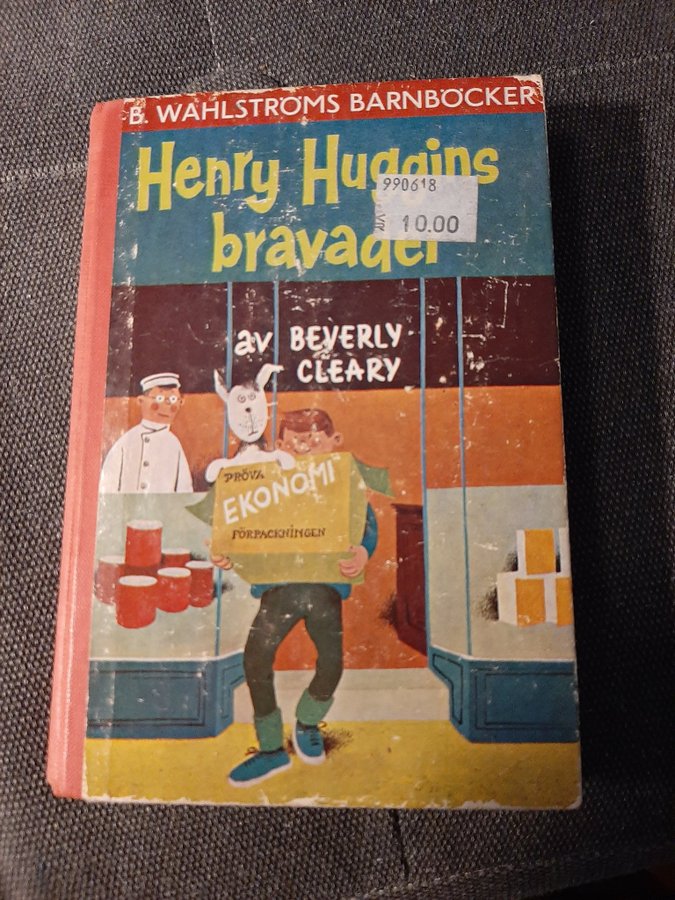 B. WAHLSTRÖMS BARNBÖCKER
Henry Huggins
bravader
990618
10.00
av BEVERLY
CLEARY
PRÖVA
EKONOMI
FÖRPACKNINGEN